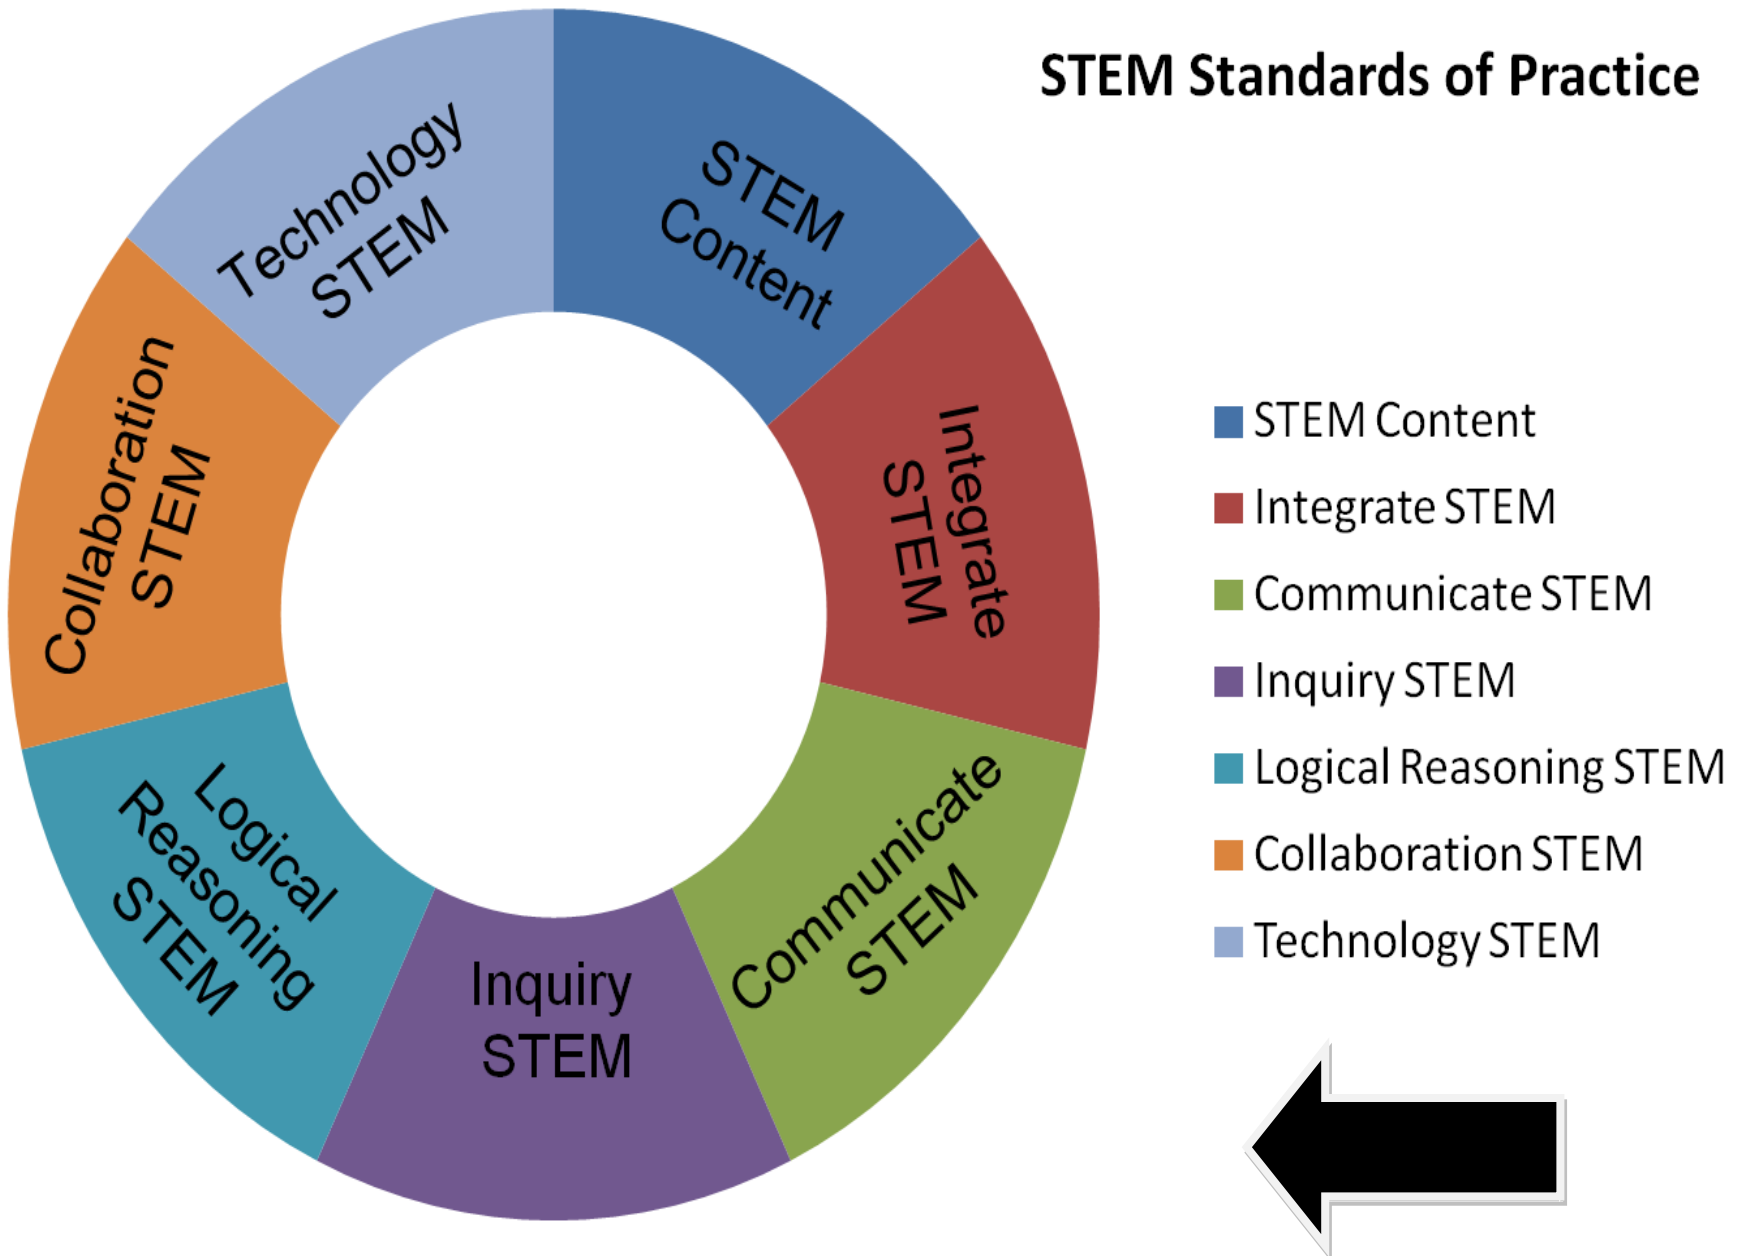 STEM Standards of Practice
STEM
Content
Integrate
STEM
Communicate
STEM
Inquiry
STEM
Logical
Reasoning
STEM
Collaboration
STEM
Technology
STEM
STEM Content
Integrate STEM
Communicate STEM
Inquiry STEM
Logical Reasoning STEM
Collaboration STEM
Technology STEM